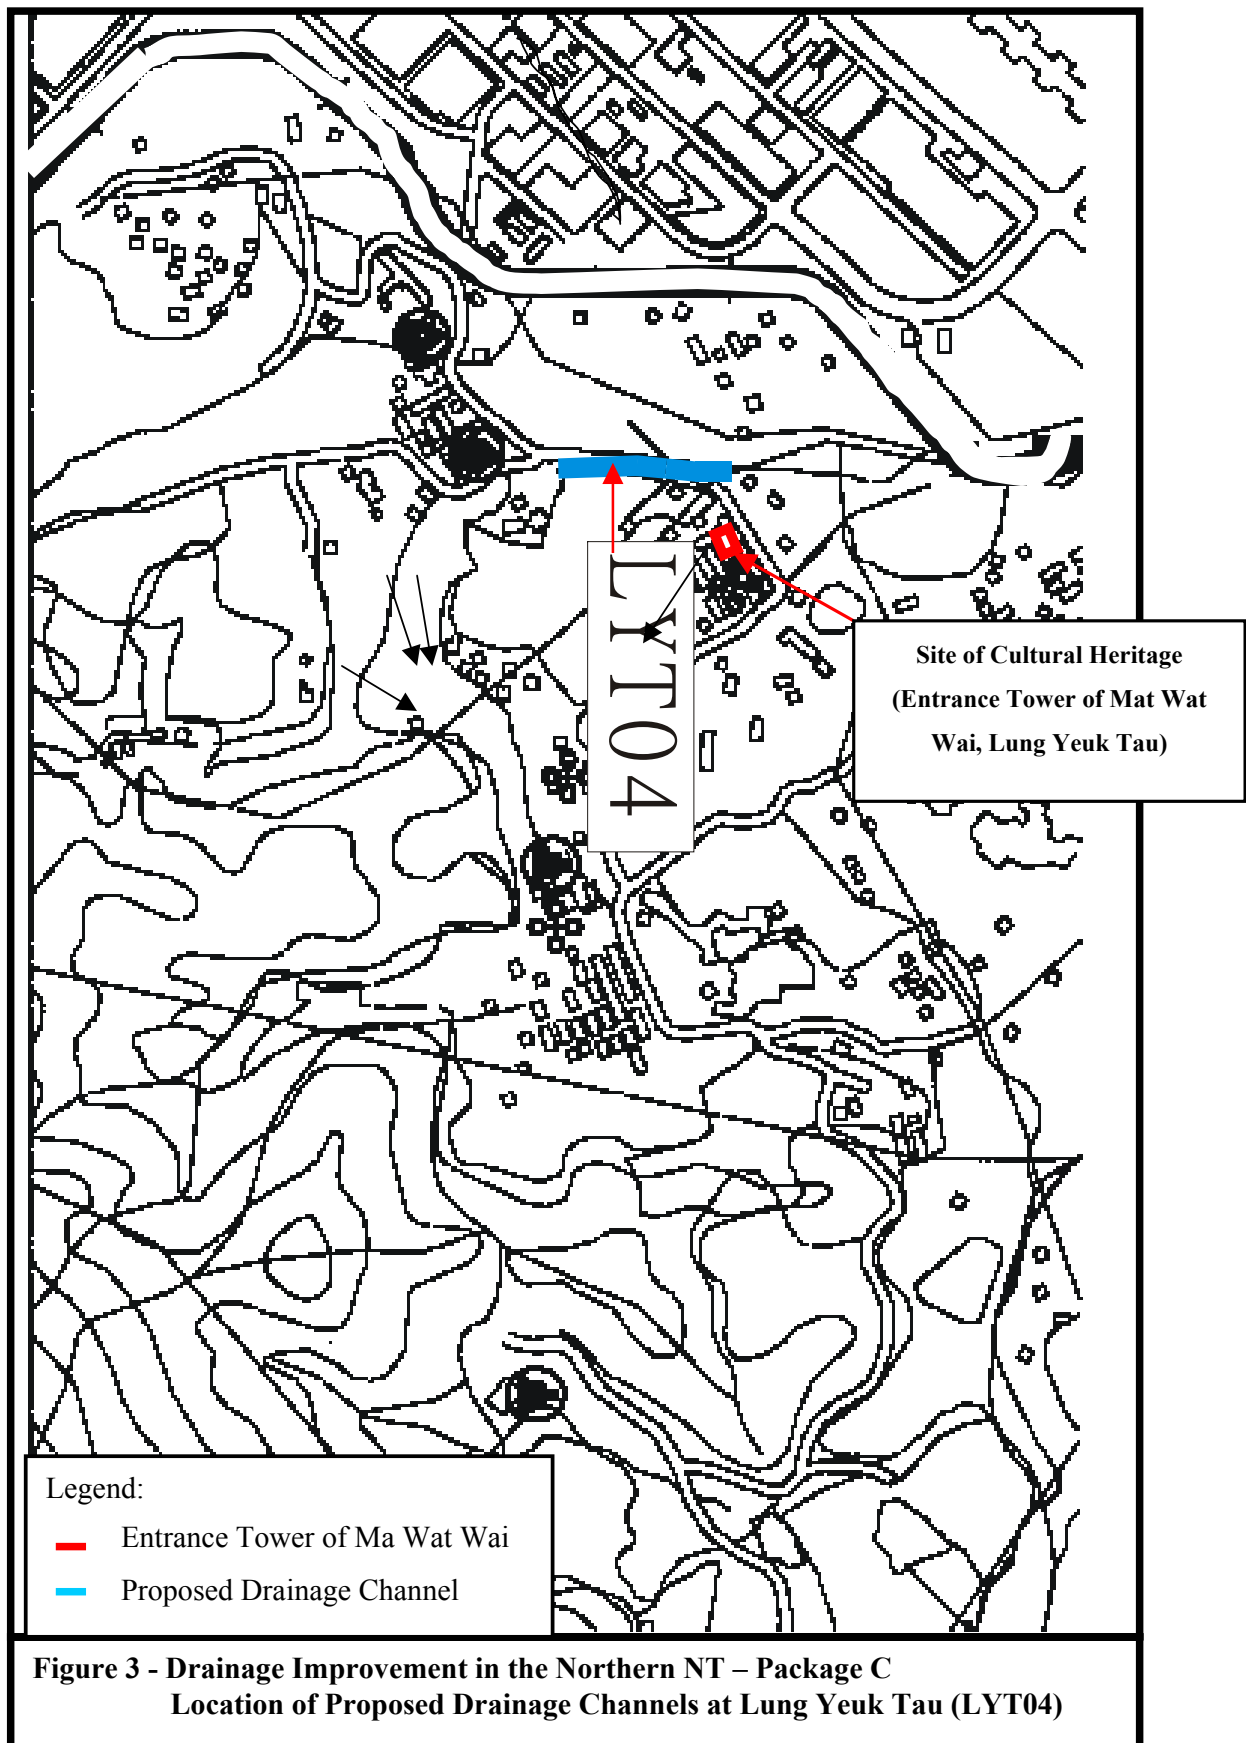 LYT04
Site of Cultural Heritage
(Entrance Tower of Mat Wat
Wai, Lung Yeuk Tau)
Legend:
Entrance Tower of Ma Wat Wai
Proposed Drainage Channel
Figure 3 - Drainage Improvement in the Northern NT – Package C
Location of Proposed Drainage Channels at Lung Yeuk Tau (LYT04)